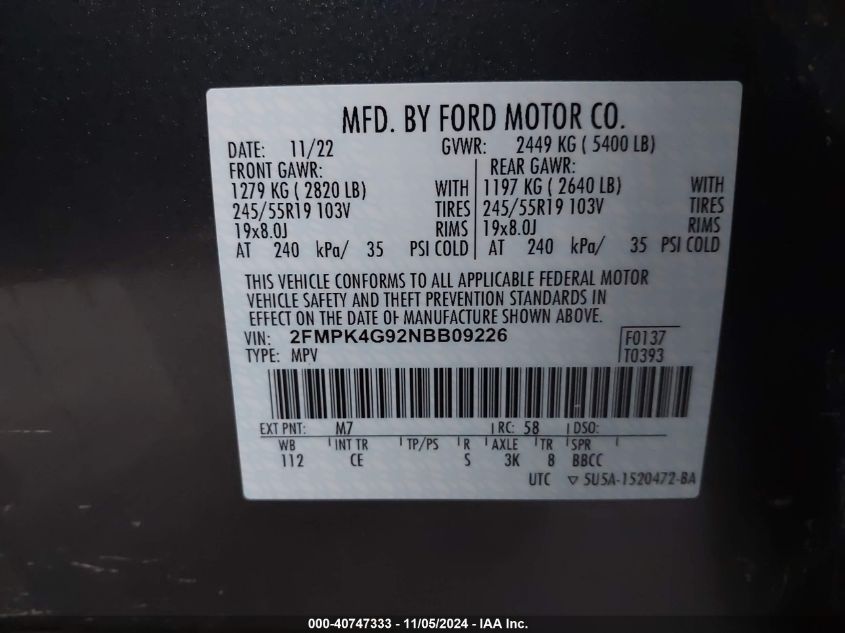 MFD. BY FORD MOTOR CO.
DATE: 11/22 GVWR: 2449 KG ( 5400 LB)
FRONT GAWR: REAR GAWR:
1279 KG ( 2820 LB) WITH 1197 KG ( 2640 LB) WITH
245/55R19 103V TIRES 245/55R19 103V TIRES
19x8.0J RIMS 19x8.0J RIMS
AT 240 kPa/ 35 PSI COLD AT 240 kPa/ 35 PSI COLD
THIS VEHICLE CONFORMS TO ALL APPLICABLE FEDERAL MOTOR
VEHICLE SAFETY AND THEFT PREVENTION STANDARDS IN
EFFECT ON THE DATE OF MANUFACTURE SHOWN ABOVE.
VIN: 2FMPK4G92NBB09226 F0137
TYPE: MPV T0393
EXT PNT: M7 RC: 58 DSO:
WB INT TR TP/PS R AXLE TR SPR
112 CE S 3K 8 BBCC
UTC ▽ 5U5A-1520472-BA
000-40747333 - 11/05/2024 - IAA Inc.